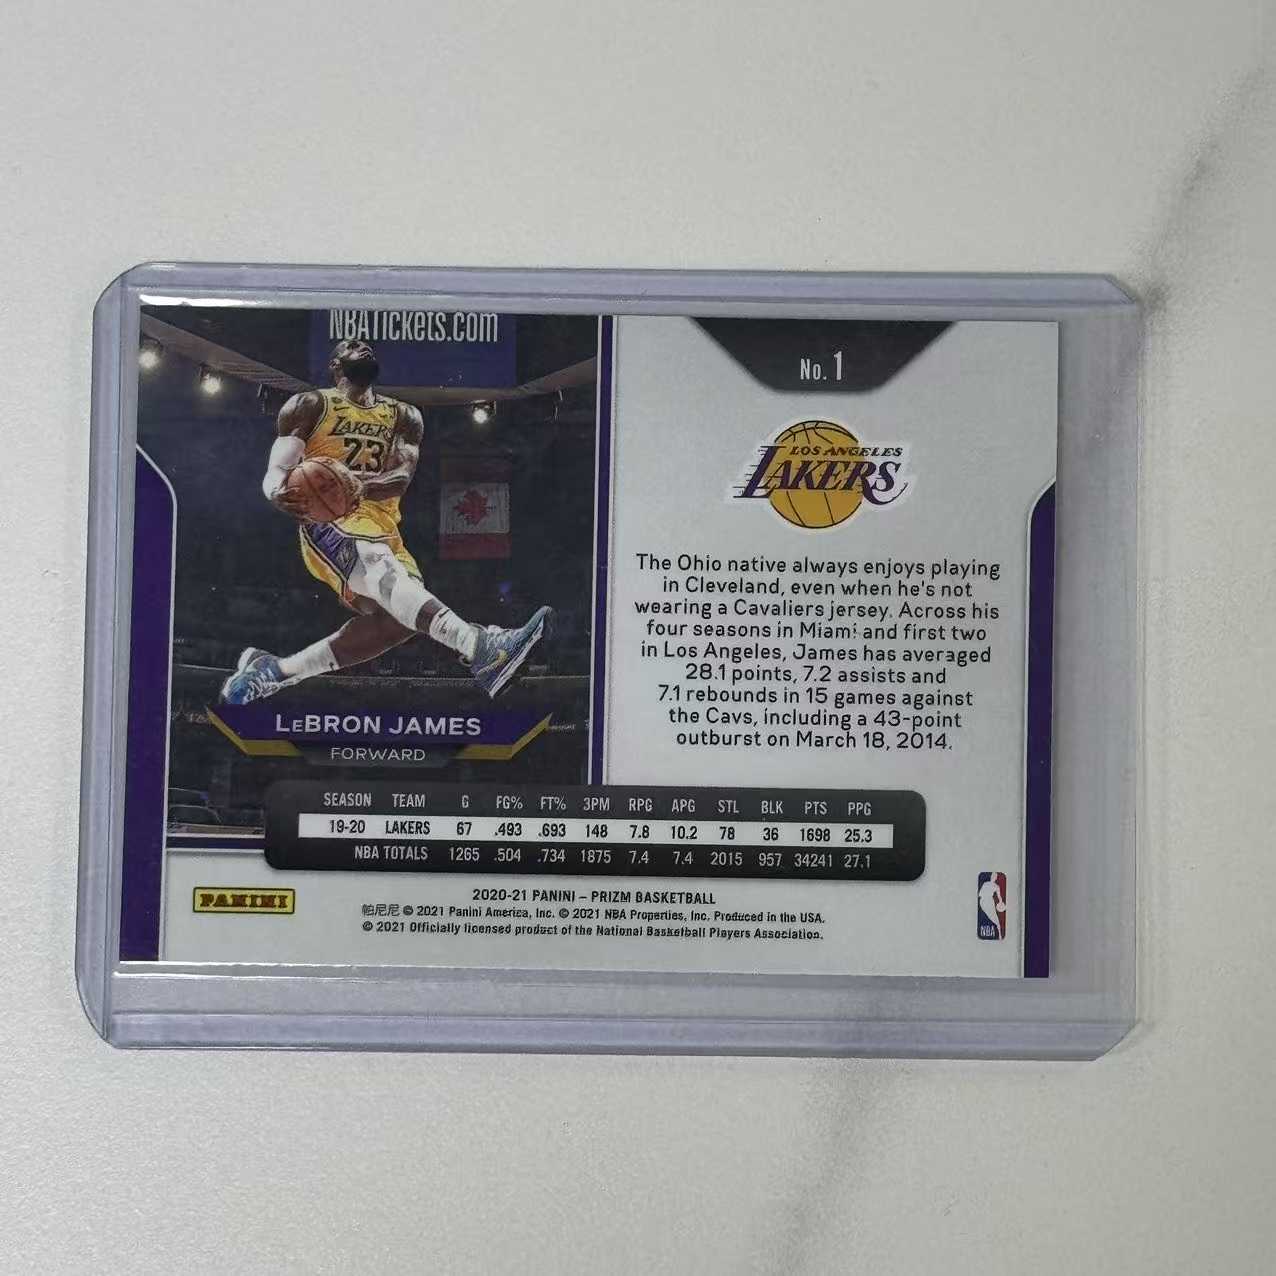 NBATickets.com
LAKERS
23
LeBRON JAMES
FORWARD
No. 1
LOS ANGELES
LAKERS
The Ohio native always enjoys playing
in Cleveland, even when he's not
wearing a Cavaliers jersey. Across his
four seasons in Miami and first two
in Los Angeles, James has averaged
28.1 points, 7.2 assists and
7.1 rebounds in 15 games against
the Cavs, including a 43-point
outburst on March 18, 2014.
SEASON TEAM G FG% FT% 3PM RPG APG STL BLK PTS PPG
19-20 LAKERS 67 .493 .693 148 7.8 10.2 78 36 1698 25.3
NBA TOTALS 1265 .504 .734 1875 7.4 7.4 2015 957 34241 27.1
PANINI
2020-21 PANINI – PRIZM BASKETBALL
帕尼尼 © 2021 Panini America, Inc. © 2021 NBA Properties, Inc. Produced in the USA.
© 2021 Officially licensed product of the National Basketball Players Association.
NBA